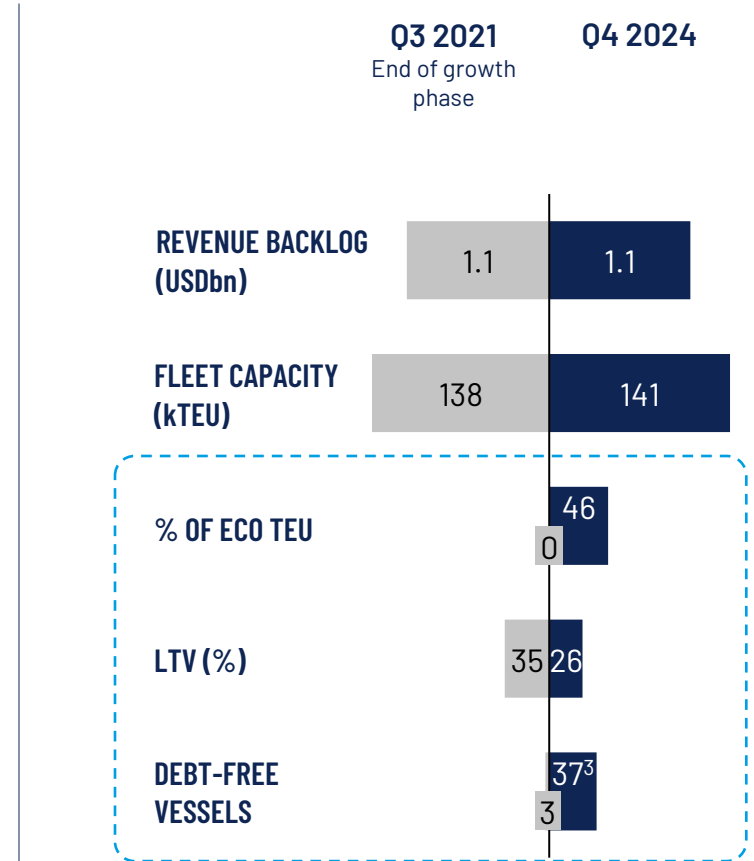 Q3 2021 Q4 2024
End of growth
phase
REVENUE BACKLOG
(USDbn)
1.1 1.1
FLEET CAPACITY
(kTEU)
138 141
% OF ECO TEU
46
0
LTV (%)
35 26
DEBT-FREE
VESSELS
37³
3